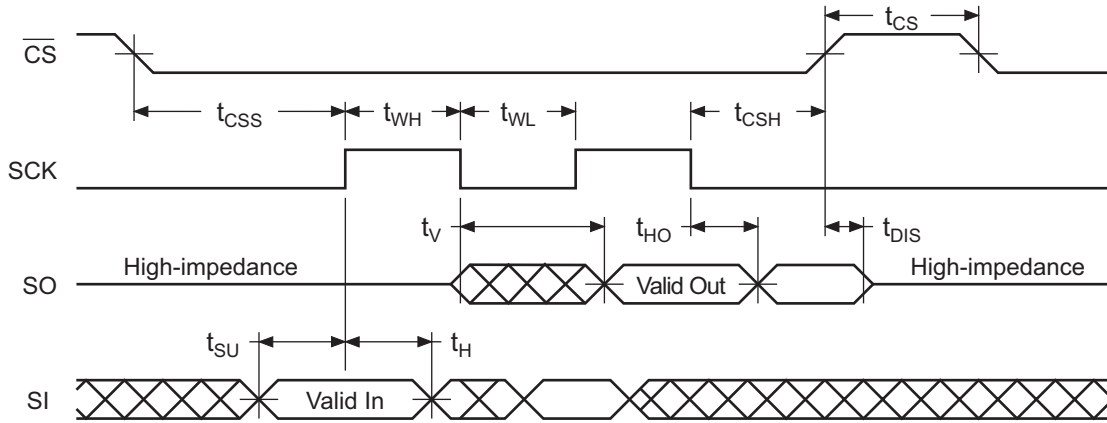 CS
tCS
tCSS
tWH
tWL
tCSH
SCK
tV
tHO
tDIS
SO
High-impedance
Valid Out
High-impedance
tSU
tH
SI
Valid In